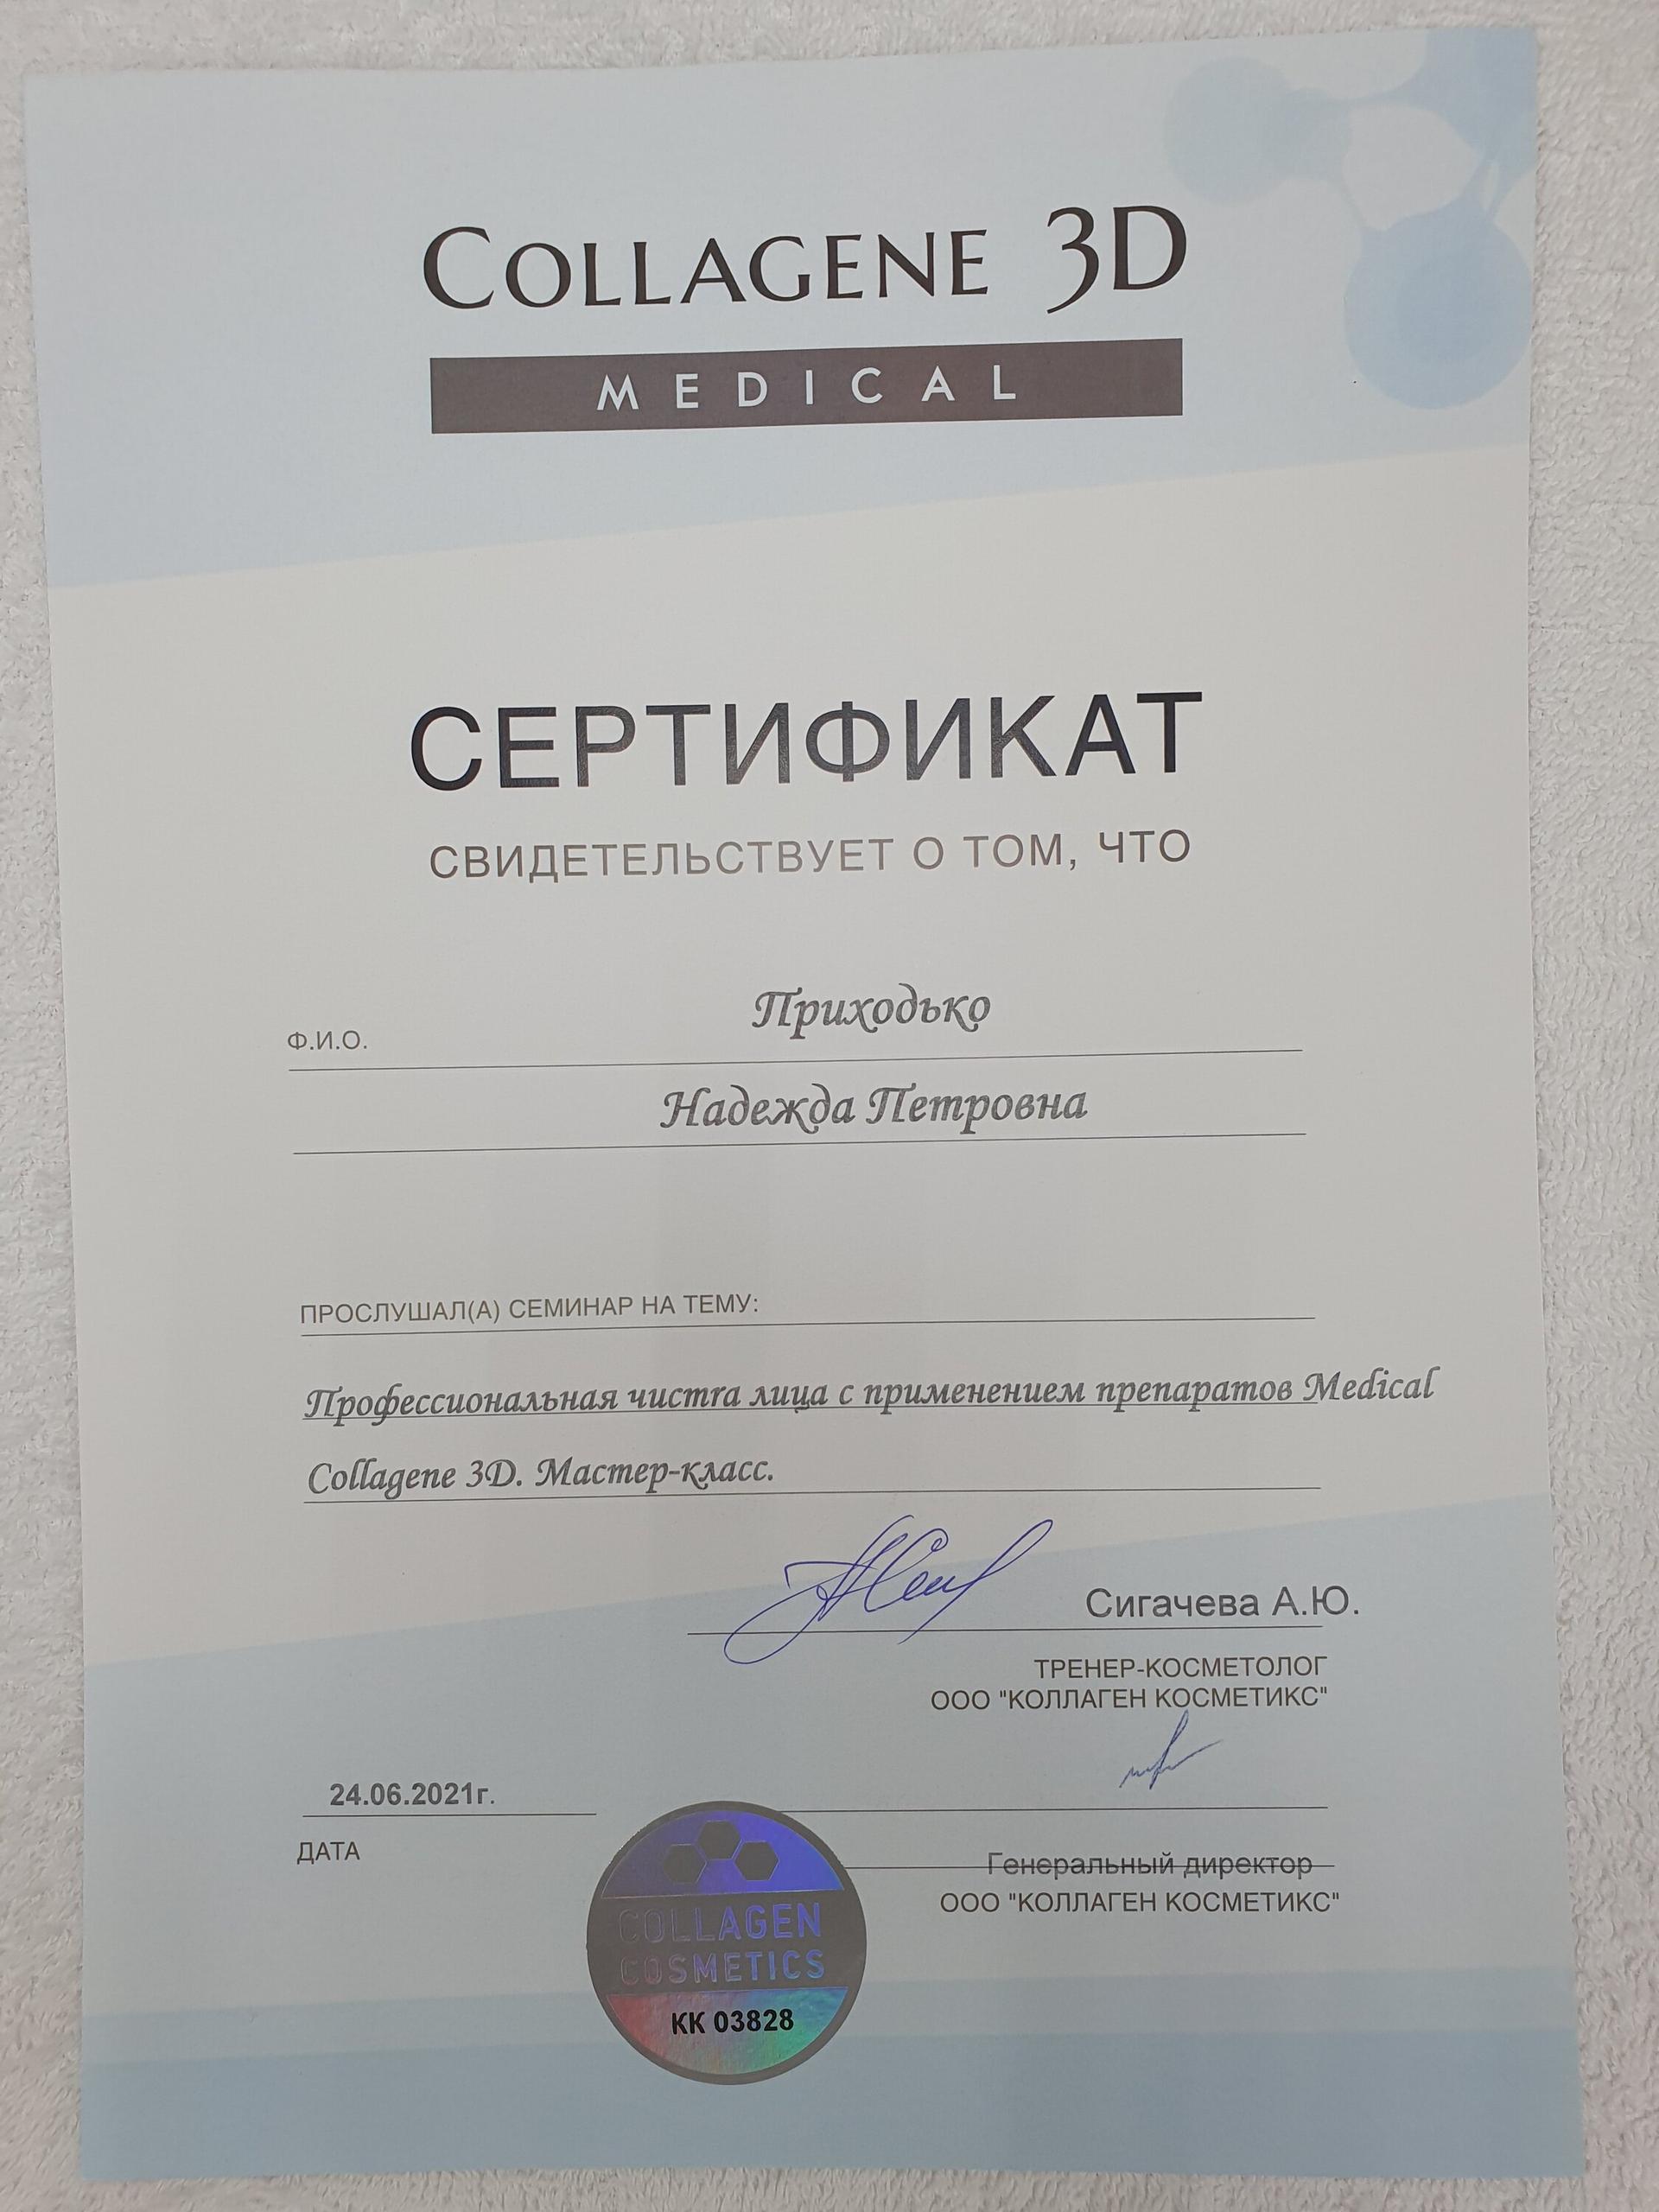 COLLAGENE 3D
MEDICAL
СЕРТИФИКАТ
СВИДЕТЕЛЬСТВУЕТ О ТОМ, ЧТО
Приходько
Ф.И.О.
Надежда Петровна
ПРОСЛУШАЛ(А) СЕМИНАР НА ТЕМУ:
Профессиональная чистга лица с применением препаратов Medical
Collagene 3D. Мастер-класс.
Сигачева А.Ю.
ТРЕНЕР-КОСМЕТОЛОГ
ООО "КОЛЛАГЕН КОСМЕТИКС"
24.06.2021г.
ДАТА
Генеральный директор
ООО "КОЛЛАГЕН КОСМЕТИКС"
COLLAGEN
COSMETICS
КК 03828